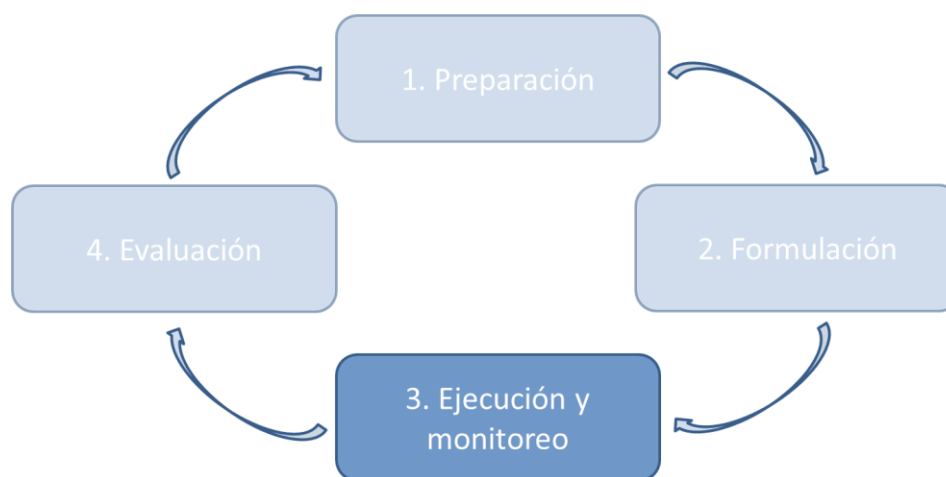 1. Preparación
2. Formulación
3. Ejecución y
monitoreo
4. Evaluación